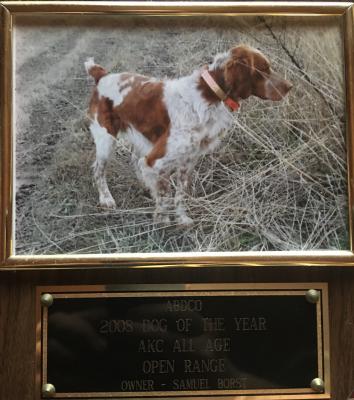 ABDCO
2008 DOG OF THE YEAR
AKC ALL AGE
OPEN RANGE
OWNER - SAMUEL BORST